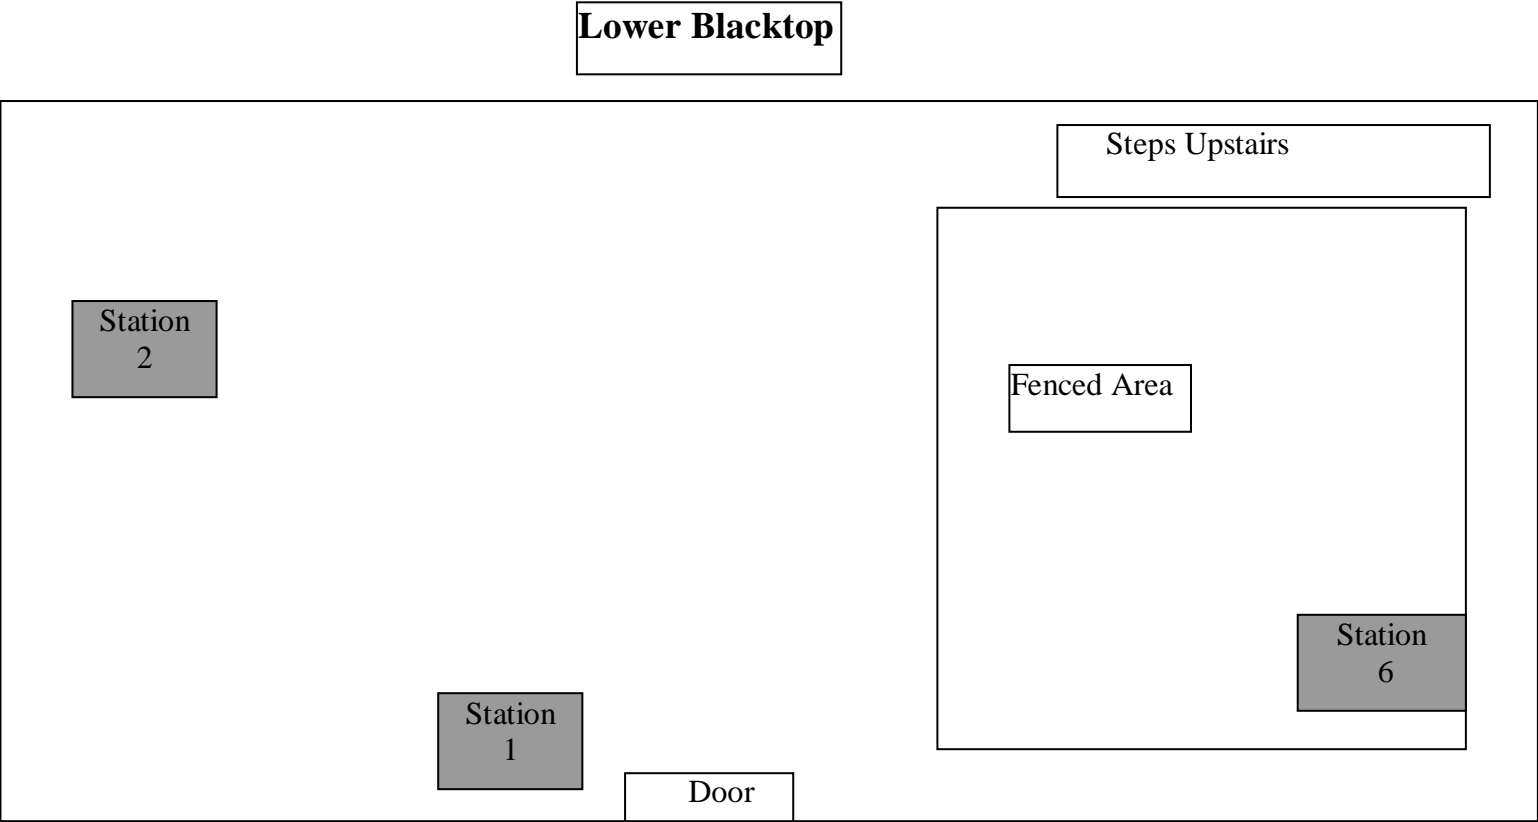 Lower Blacktop
Steps Upstairs
Station
2
Fenced Area
Station
6
Station
1
Door